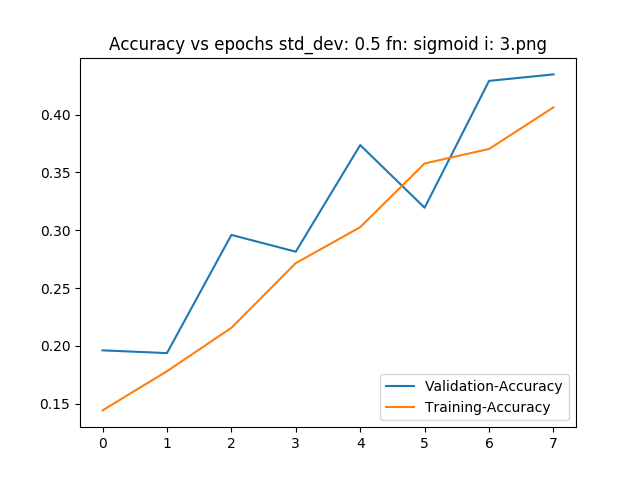 Accuracy vs epochs std_dev: 0.5 fn: sigmoid i: 3.png
0.40
0.35
0.30
0.25
0.20
0.15
Validation-Accuracy
Training-Accuracy
0 1 2 3 4 5 6 7